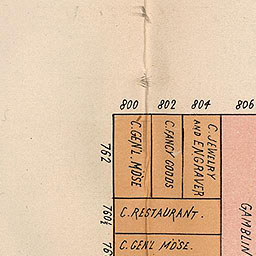 800 802 804 806
762
C. GEN'L. MDSE
C. FANCY GOODS
C. JEWELRY
AND ENGRAVER
760½
C. RESTAURANT.
C. GEN'L MDSE.
76
GAMBLIN